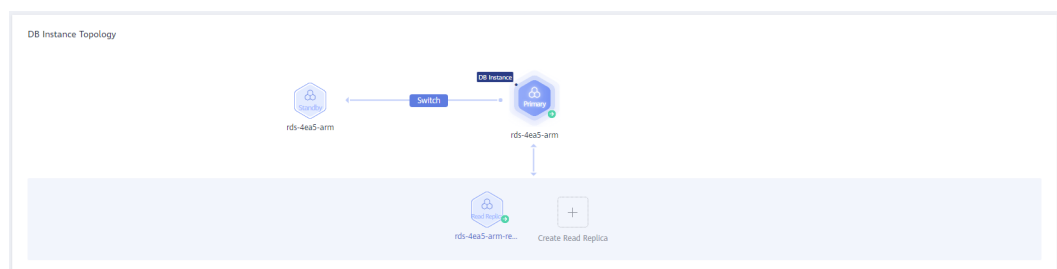 DB Instance Topology
DB Instance
Standby
Switch
Primary
rds-4ea5-arm
rds-4ea5-arm
Read Replica
rds-4ea5-arm-re...
Create Read Replica